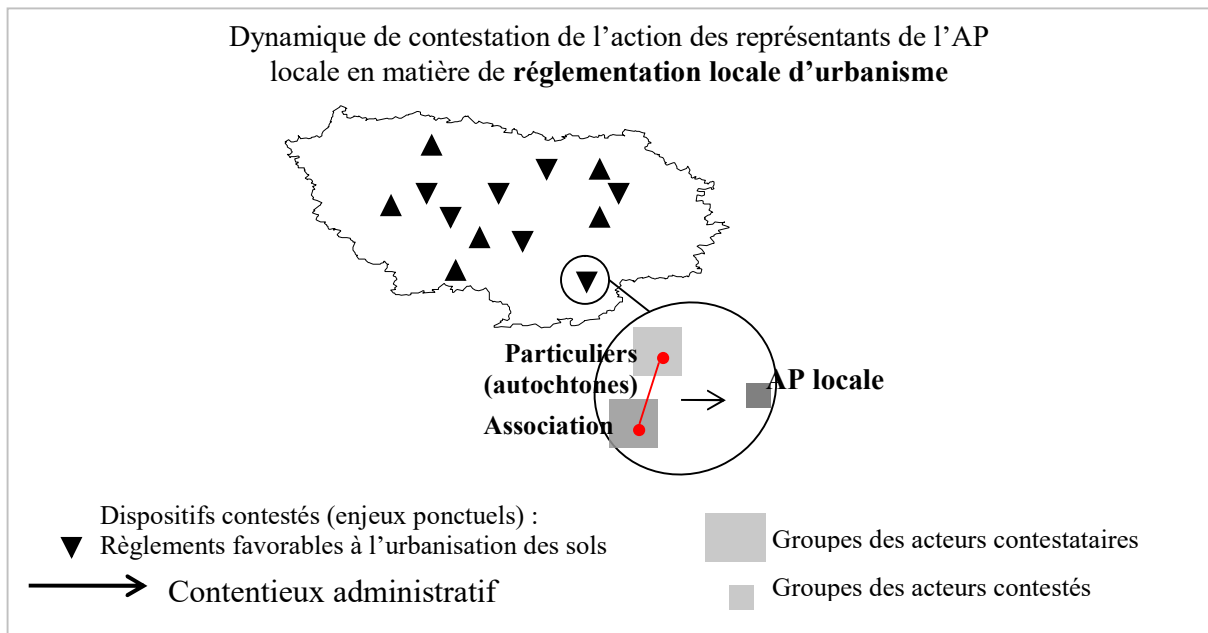 Dynamique de contestation de l’action des représentants de l’AP
locale en matière de réglementation locale d’urbanisme
Particuliers
(autochtones)
AP locale
Association
Dispositifs contestés (enjeux ponctuels) :
Règlements favorables à l’urbanisation des sols
Contentieux administratif
Groupes des acteurs contestataires
Groupes des acteurs contestés